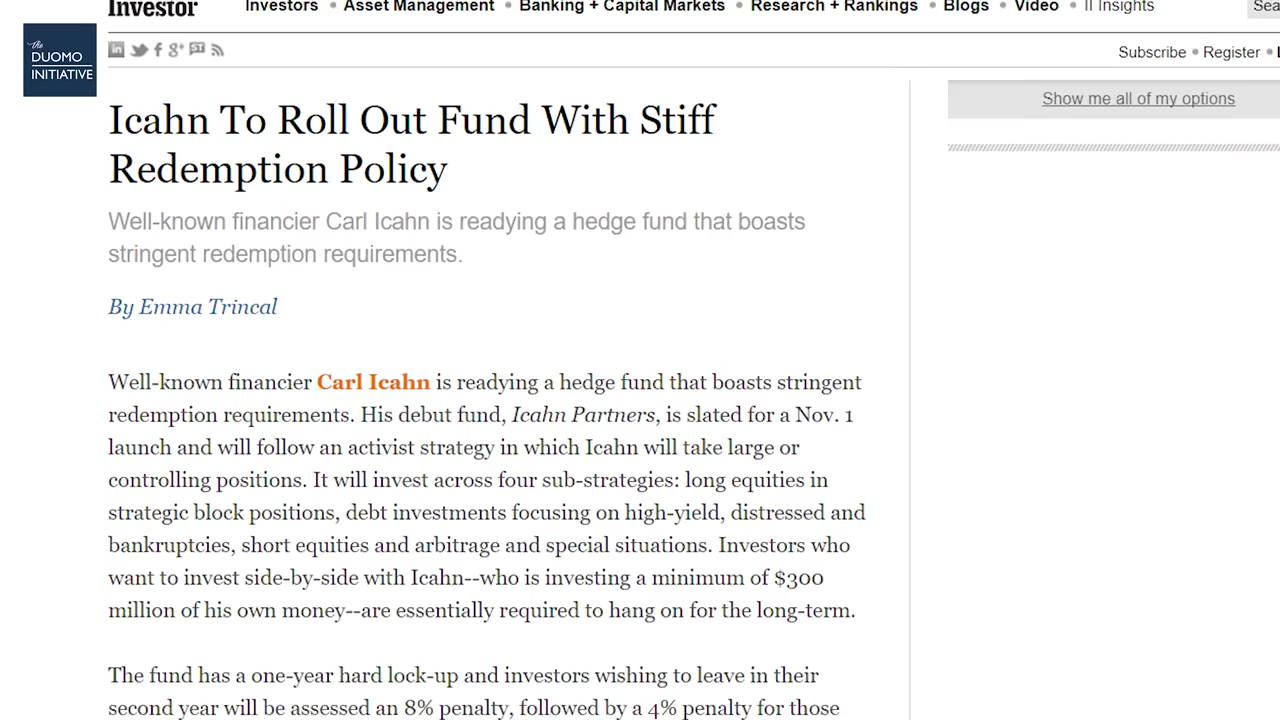 Investor
Investors • Asset Management • Banking + Capital Markets • Research + Rankings • Blogs • Video • II Insights
Sea
the
DUOMO
INITIATIVE
Subscribe • Register •
Show me all of my options
Icahn To Roll Out Fund With Stiff
Redemption Policy
Well-known financier Carl Icahn is readying a hedge fund that boasts
stringent redemption requirements.
By Emma Trincal
Well-known financier Carl Icahn is readying a hedge fund that boasts stringent
redemption requirements. His debut fund, Icahn Partners, is slated for a Nov. 1
launch and will follow an activist strategy in which Icahn will take large or
controlling positions. It will invest across four sub-strategies: long equities in
strategic block positions, debt investments focusing on high-yield, distressed and
bankruptcies, short equities and arbitrage and special situations. Investors who
want to invest side-by-side with Icahn--who is investing a minimum of $300
million of his own money--are essentially required to hang on for the long-term.
The fund has a one-year hard lock-up and investors wishing to leave in their
second year will be assessed an 8% penalty, followed by a 4% penalty for those